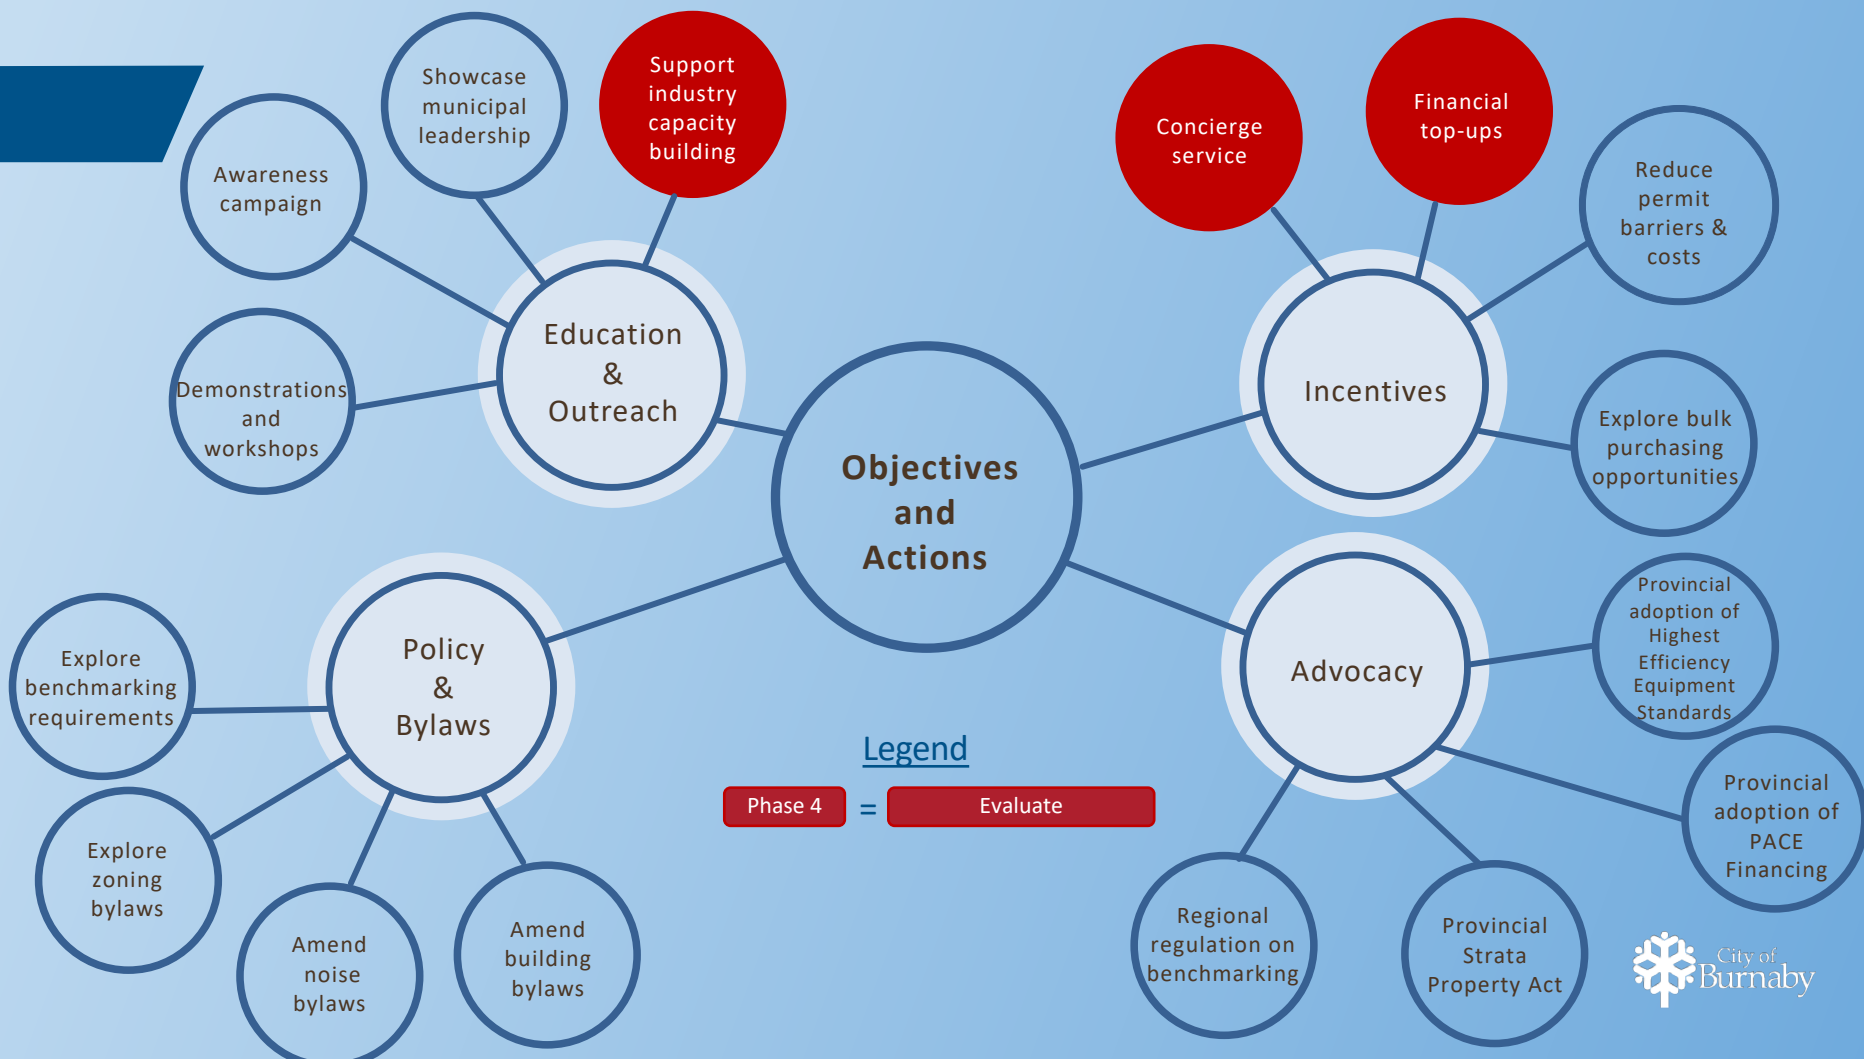 Showcase
municipal
leadership
Support
industry
capacity
building
Awareness
campaign
Demonstrations
and
workshops
Education
&
Outreach
Concierge
service
Financial
top-ups
Reduce
permit
barriers &
costs
Explore bulk
purchasing
opportunities
Incentives
Objectives
and
Actions
Policy
&
Bylaws
Explore
benchmarking
requirements
Explore
zoning
bylaws
Amend
noise
bylaws
Amend
building
bylaws
Advocacy
Provincial
adoption of
Highest
Efficiency
Equipment
Standards
Provincial
adoption of
PACE
Financing
Provincial
Strata
Property Act
Regional
regulation on
benchmarking
Legend
Phase 4 = Evaluate
City of
Burnaby